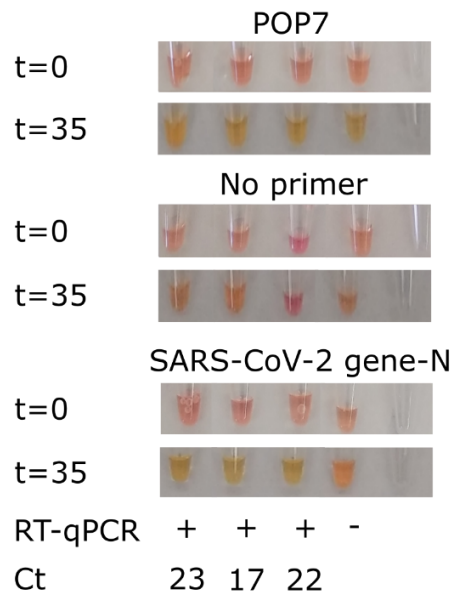 POP7
t=0
t=35
No primer
t=0
t=35
SARS-CoV-2 gene-N
t=0
t=35
RT-qPCR + + + -
Ct 23 17 22